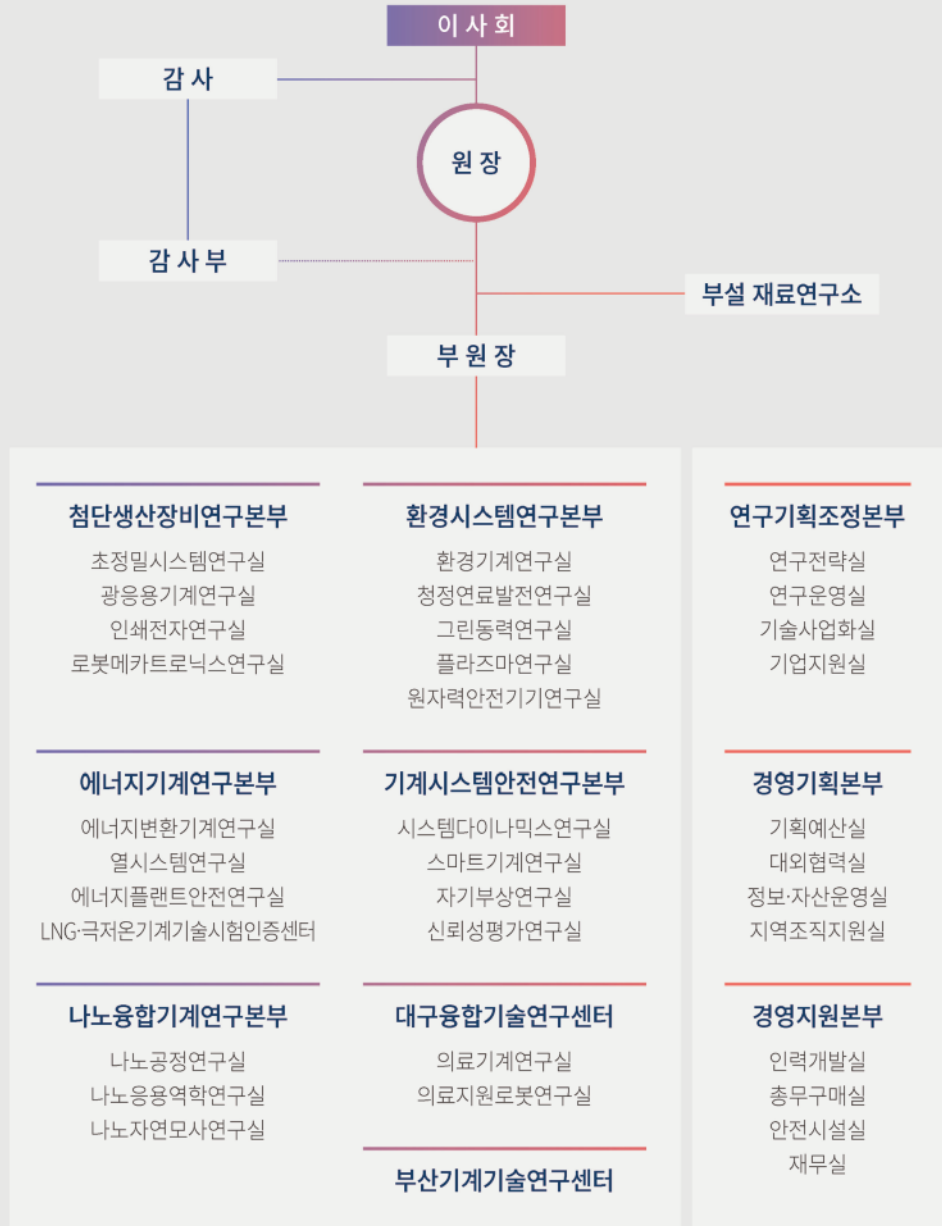 이 사 회
감 사
원 장
감 사 부
부설 재료연구소
부 원 장
첨단생산장비연구본부
초정밀시스템연구실
광응용기계연구실
인쇄전자연구실
로봇메카트로닉스연구실
환경시스템연구본부
환경기계연구실
청정연료발전연구실
그린동력연구실
플라즈마연구실
원자력안전기기연구실
연구기획조정본부
연구전략실
연구운영실
기술사업화실
기업지원실
에너지기계연구본부
에너지변환기계연구실
열시스템연구실
에너지플랜트안전연구실
LNG·극저온기계기술시험인증센터
기계시스템안전연구본부
시스템다이나믹스연구실
스마트기계연구실
자기부상연구실
신뢰성평가연구실
경영기획본부
기획예산실
대외협력실
정보·자산운영실
지역조직지원실
나노융합기계연구본부
나노공정연구실
나노응용역학연구실
나노자연모사연구실
대구융합기술연구센터
의료기계연구실
의료지원로봇연구실
부산기계기술연구센터
경영지원본부
인력개발실
총무구매실
안전시설실
재무실